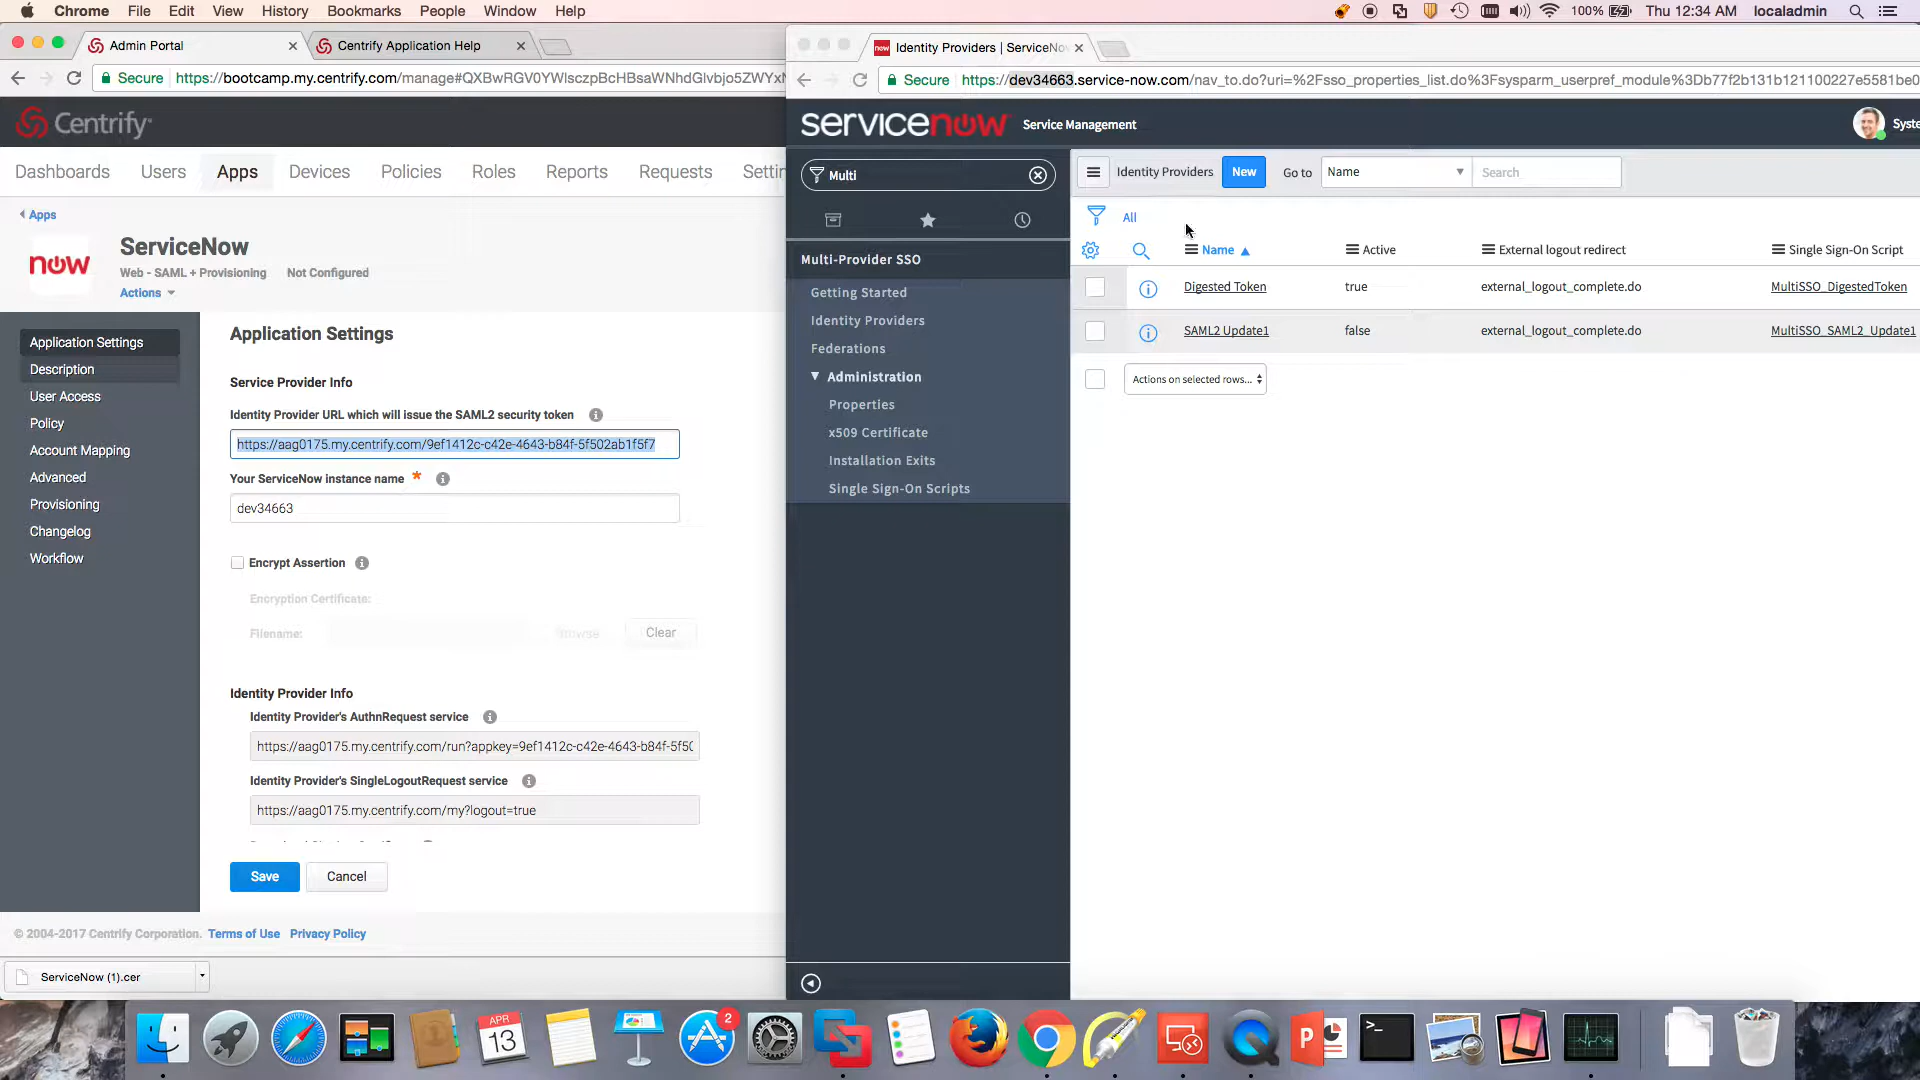 Chrome File Edit View History Bookmarks People Window Help 100% Thu 12:34 AM localadmin
Admin Portal
Centrify Application Help
Secure https://bootcamp.my.centrify.com/manage#
Centrify
Dashboards Users Apps Devices Policies Roles Reports Requests Settin
Apps
ServiceNow
now
Web - SAML + Provisioning Not Configured
Actions
Application Settings
Description
User Access
Policy
Account Mapping
Advanced
Provisioning
Changelog
Workflow
Application Settings
Service Provider Info
Identity Provider URL which will issue the SAML2 security token
https://aag0175.my.centrify.com/9ef1412c-c42e-4643-b84f-5f502ab1f5f7
Your ServiceNow instance name *
dev34663
Encrypt Assertion
Encryption Certificate:
Filename: Browse Clear
Identity Provider Info
Identity Provider's AuthnRequest service
https://aag0175.my.centrify.com/run?appkey=9ef1412c-c42e-4643-b84f-5f50
Identity Provider's SingleLogoutRequest service
https://aag0175.my.centrify.com/my?logout=true
Save Cancel
© 2004-2017 Centrify Corporation. Terms of Use Privacy Policy
ServiceNow (1).cer
now Identity Providers | ServiceNo
Secure https://dev34663.service-now.com/nav_to.do?uri=%2Fsso_properties_list.do%3Fsysparm_userpref_module%3Db77f2b131b121100227e5581be0
servicenow Service Management Syste
Multi
Multi-Provider SSO
Getting Started
Identity Providers
Federations
Administration
Properties
x509 Certificate
Installation Exits
Single Sign-On Scripts
Identity Providers New Go to Name Search
All
Name Active External logout redirect Single Sign-On Script
Digested Token true external_logout_complete.do MultiSSO_DigestedToken
SAML2 Update1 false external_logout_complete.do MultiSSO_SAML2_Update1
Actions on selected rows...
APR
13
2